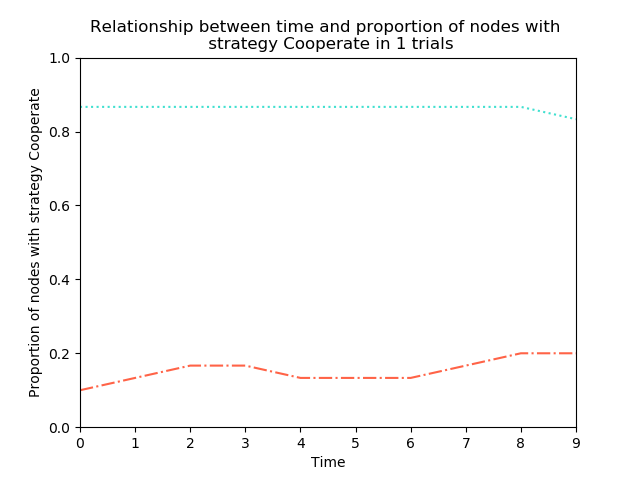 Relationship between time and proportion of nodes with
strategy Cooperate in 1 trials
Proportion of nodes with strategy Cooperate
1.0
0.8
0.6
0.4
0.2
0.0
0 1 2 3 4 5 6 7 8 9
Time